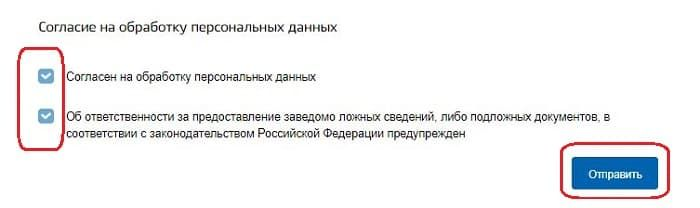 Согласие на обработку персональных данных
Согласен на обработку персональных данных
Об ответственности за предоставление заведомо ложных сведений, либо подложных документов, в
соответствии с законодательством Российской Федерации предупрежден
Отправить